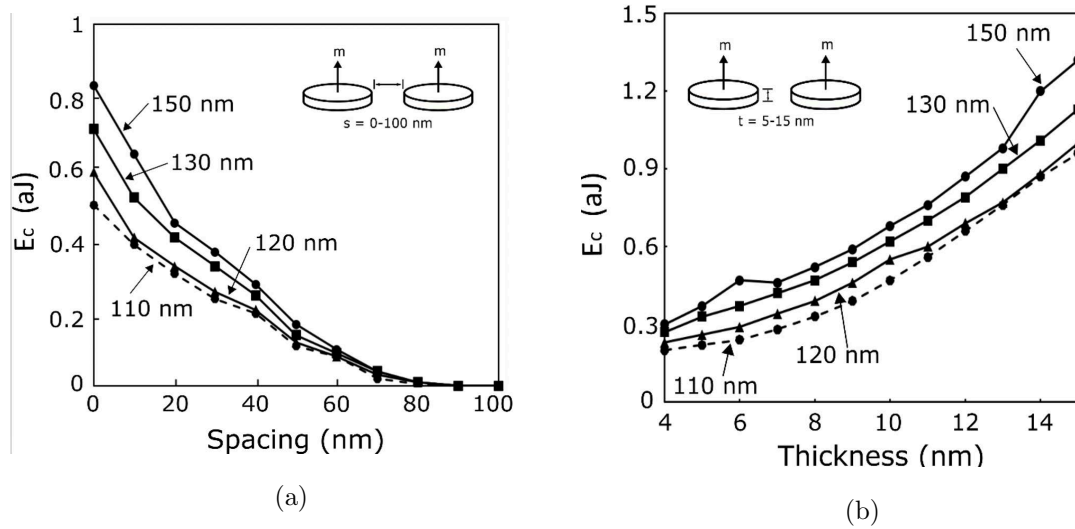 1
0.8
0.6
0.4
0.2
0
0 20 40 60 80 100
Ec (aJ)
Spacing (nm)
150 nm
130 nm
120 nm
110 nm
m m
s = 0-100 nm
(a)
1.5
1.2
0.9
0.6
0.3
0
4 6 8 10 12 14
Ec (aJ)
Thickness (nm)
150 nm
130 nm
120 nm
110 nm
m m
t = 5-15 nm
(b)